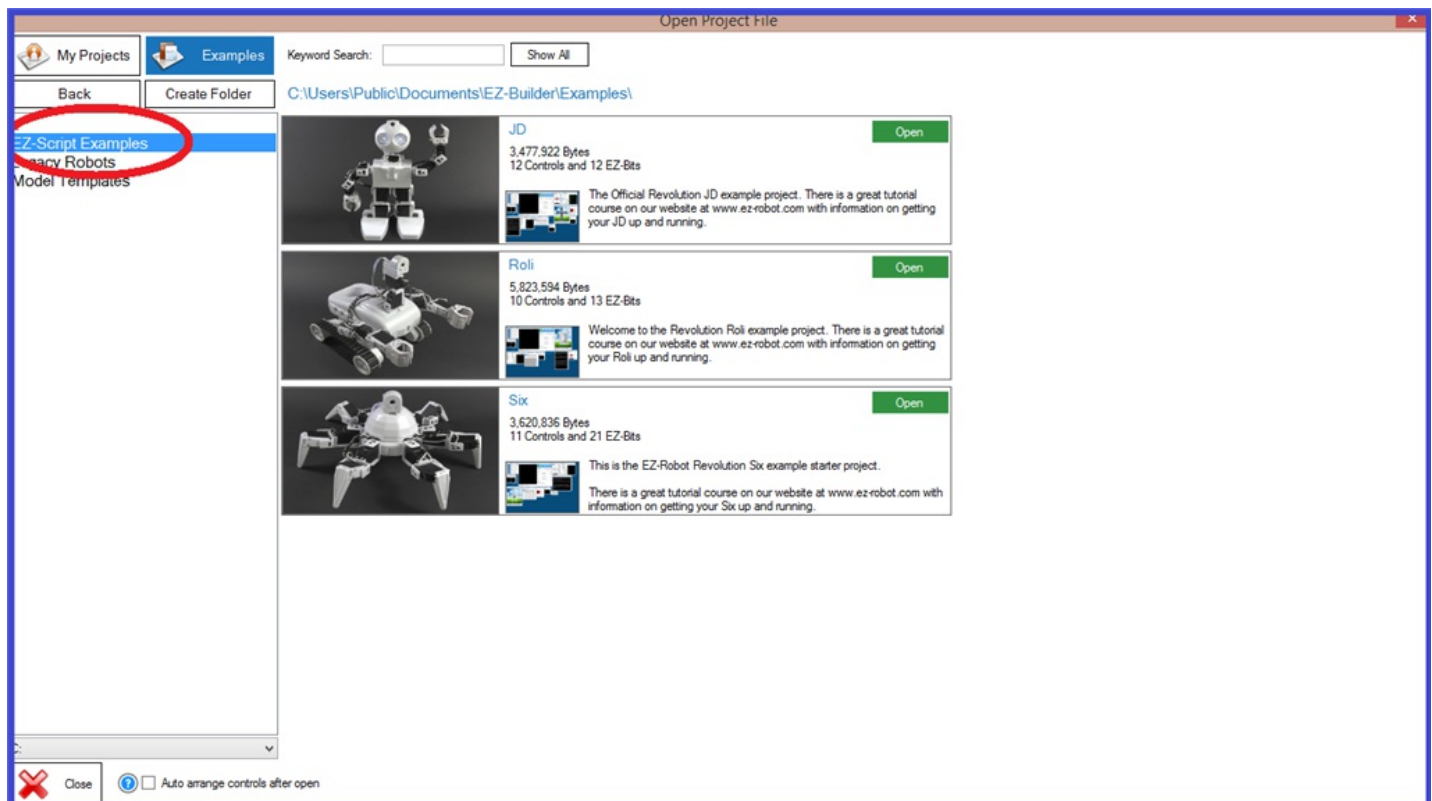 Open Project File
My Projects
Examples
Keyword Search:
Show All
Back
Create Folder
C:\Users\Public\Documents\EZ-Builder\Examples\
EZ-Script Examples
Legacy Robots
Model Templates
JD
Open
3,477,922 Bytes
12 Controls and 12 EZ-Bits
The Official Revolution JD example project. There is a great tutorial
course on our website at www.ez-robot.com with information on getting
your JD up and running.
Roli
Open
5,823,594 Bytes
10 Controls and 13 EZ-Bits
Welcome to the Revolution Roli example project. There is a great tutorial
course on our website at www.ez-robot.com with information on getting
your Roli up and running.
Six
Open
3,620,836 Bytes
11 Controls and 21 EZ-Bits
This is the EZ-Robot Revolution Six example starter project.
There is a great tutorial course on our website at www.ez-robot.com with
information on getting your Six up and running.
C:
Close
Auto arrange controls after open